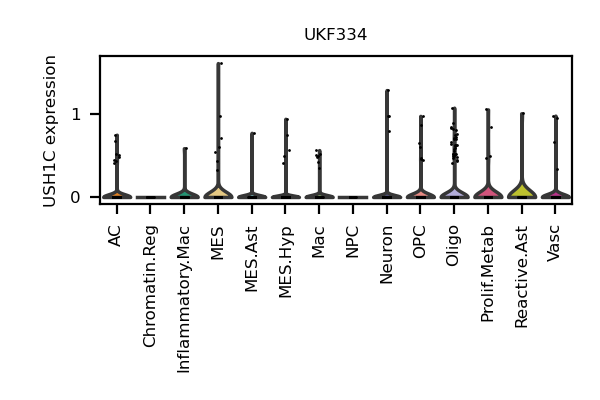 UKF334
USH1C expression
1
0
AC
Chromatin.Reg
Inflammatory.Mac
MES
MES.Ast
MES.Hyp
Mac
NPC
Neuron
OPC
Oligo
Prolif.Metab
Reactive.Ast
Vasc